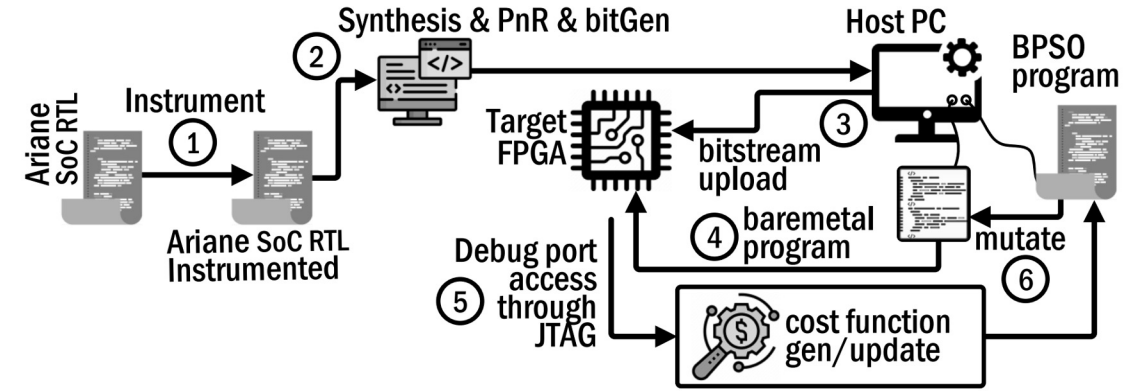 Synthesis & PnR & bitGen
Host PC
BPSO
program
2
</>
Ariane
SoC RTL
Instrument
1
Target
FPGA
3
bitstream
upload
Ariane SoC RTL
Instrumented
4
baremetal
program
mutate
6
Debug port
access
through
JTAG
5
$
cost function
gen/update